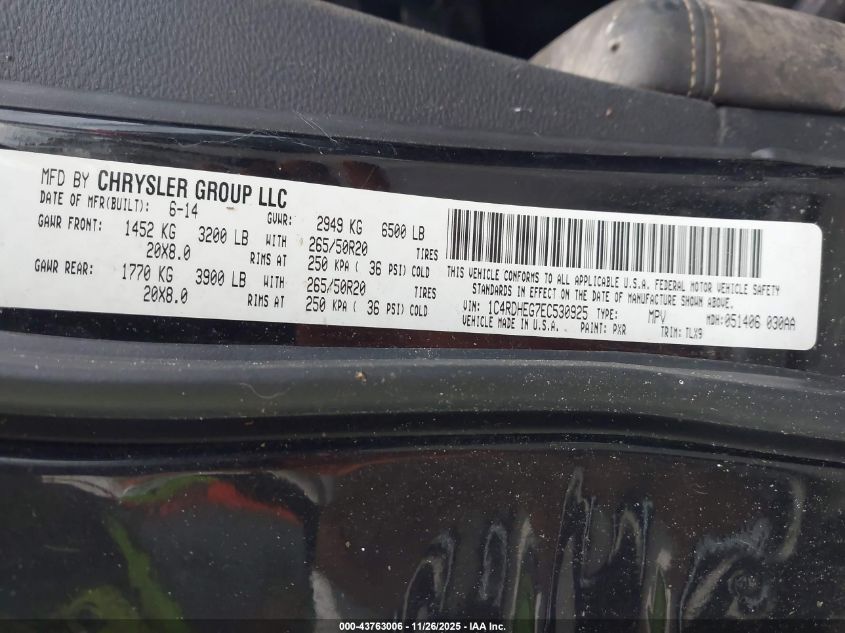 MFD BY CHRYSLER GROUP LLC
DATE OF MFR(BUILT): 6-14 GVWR: 2949 KG 6500 LB
GAWR FRONT: 1452 KG 3200 LB WITH 265/50R20 TIRES
20X8.0 RIMS AT 250 KPA ( 36 PSI) COLD
GAWR REAR: 1770 KG 3900 LB WITH 265/50R20 TIRES
20X8.0 RIMS AT 250 KPA ( 36 PSI) COLD
THIS VEHICLE CONFORMS TO ALL APPLICABLE U.S.A. FEDERAL MOTOR VEHICLE SAFETY
STANDARDS IN EFFECT ON THE DATE OF MANUFACTURE SHOWN ABOVE.
VIN: 1C4RDHEG7EC530925 TYPE: MPV MDH: 051406 030AA
VEHICLE MADE IN U.S.A. PAINT: PXR TRIM: TLX9
000-43763006 - 11/26/2025 - IAA Inc.